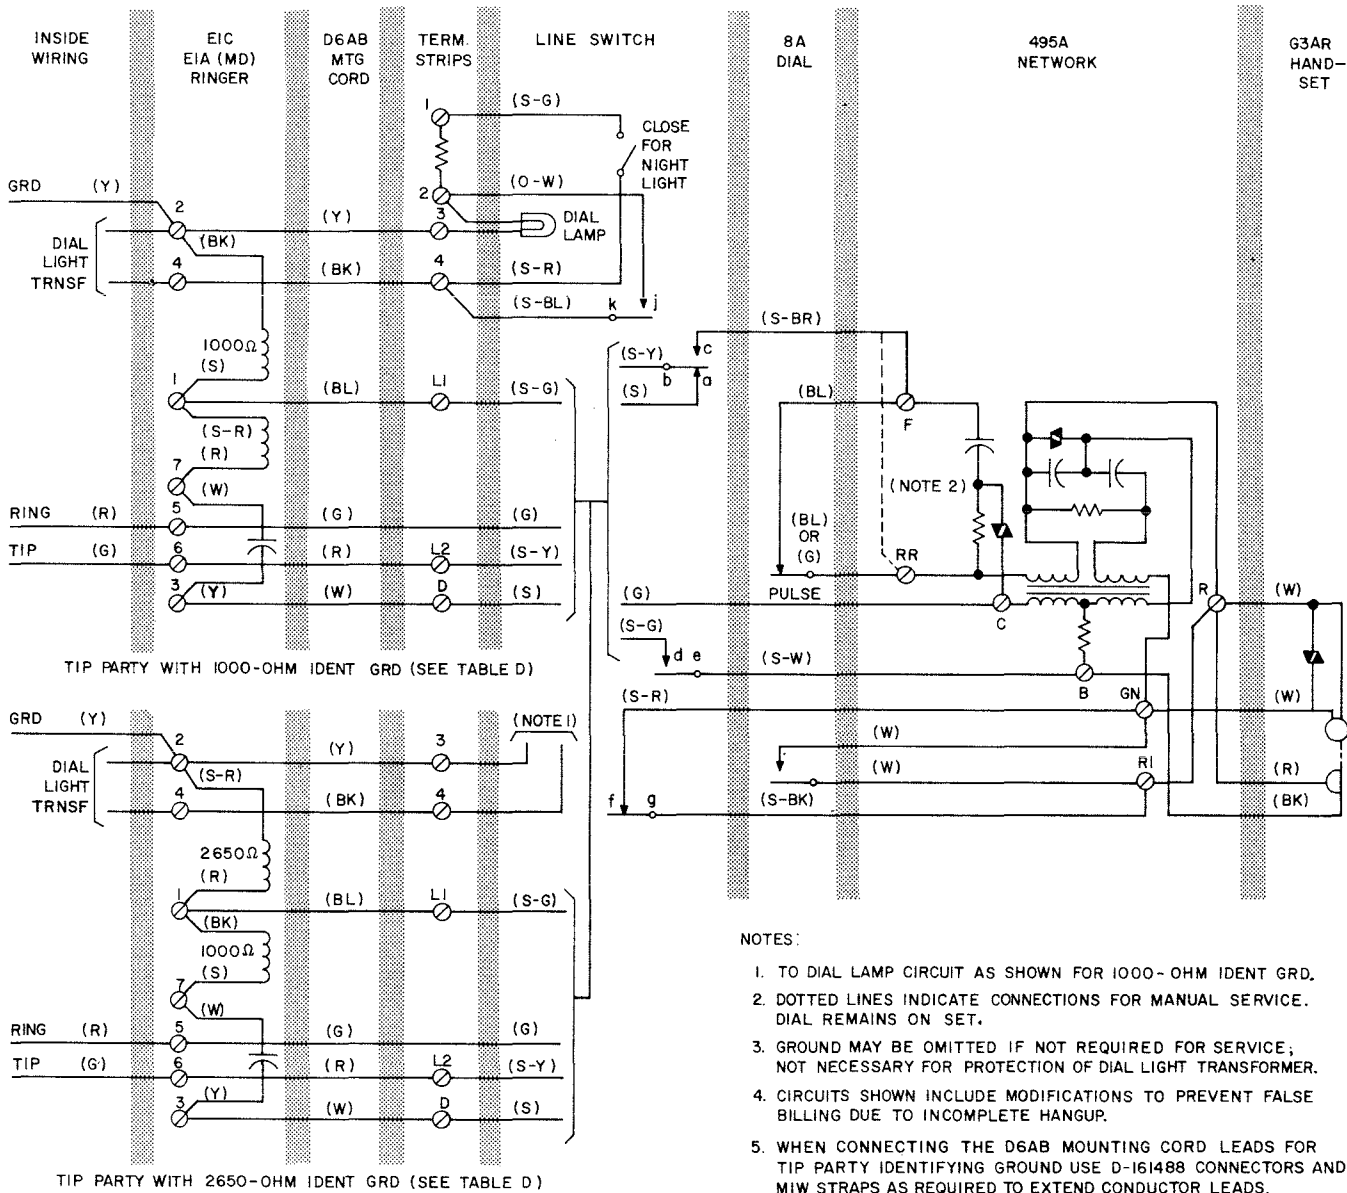 INSIDE
WIRING
EIC
EIA (MD)
RINGER
D6AB
MTG
CORD
TERM.
STRIPS
LINE SWITCH
8A
DIAL
495A
NETWORK
G3AR
HAND-
SET
1
(S-G)
CLOSE
FOR
NIGHT
LIGHT
GRD (Y)
2
(Y)
2
(O-W)
3
DIAL
LAMP
DIAL
LIGHT
TRNSF
(BK)
4
(BK)
4
(S-R)
(S-BL)
k
j
1000Ω
(S)
1
(BL)
L1
(S-G)
(S-R)
(R)
7
(W)
RING (R)
5
(G)
(G)
TIP (G)
6
(R)
L2
(S-Y)
3
(Y)
(W)
D
(S)
TIP PARTY WITH 1000-OHM IDENT GRD (SEE TABLE D)
(S-BR)
(S-Y)
c
b
a
(S)
(BL)
F
(NOTE 2)
(BL)
OR
(G)
RR
PULSE
(G)
C
R
(W)
(S-G)
d e
(S-W)
B
GN
(S-R)
(W)
(W)
(W)
RI
(R)
f
g
(S-BK)
(BK)
GRD (Y)
2
(Y)
3
(NOTE 1)
DIAL
LIGHT
TRNSF
(S-R)
4
(BK)
4
2650Ω
(R)
1
(BL)
L1
(S-G)
(BK)
1000Ω
(S)
7
(W)
RING (R)
5
(G)
(G)
TIP (G)
6
(R)
L2
(S-Y)
3
(Y)
(W)
D
(S)
TIP PARTY WITH 2650-OHM IDENT GRD (SEE TABLE D)
NOTES:
1. TO DIAL LAMP CIRCUIT AS SHOWN FOR 1000-OHM IDENT GRD.
2. DOTTED LINES INDICATE CONNECTIONS FOR MANUAL SERVICE.
DIAL REMAINS ON SET.
3. GROUND MAY BE OMITTED IF NOT REQUIRED FOR SERVICE;
NOT NECESSARY FOR PROTECTION OF DIAL LIGHT TRANSFORMER.
4. CIRCUITS SHOWN INCLUDE MODIFICATIONS TO PREVENT FALSE
BILLING DUE TO INCOMPLETE HANGUP.
5. WHEN CONNECTING THE D6AB MOUNTING CORD LEADS FOR
TIP PARTY IDENTIFYING GROUND USE D-161488 CONNECTORS AND
MIW STRAPS AS REQUIRED TO EXTEND CONDUCTOR LEADS.